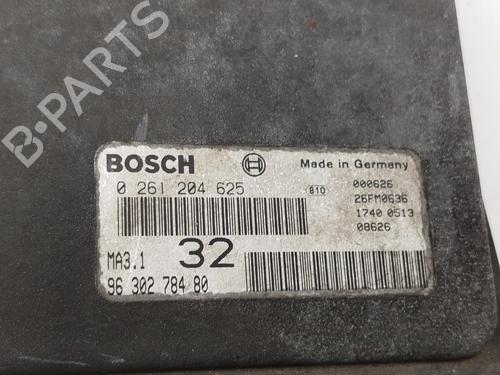 B-PARTS
BOSCH Made in Germany
0 261 204 625 810 000626
26FM0636
1740 0513
08626
MA3.1 32
96 302 784 80